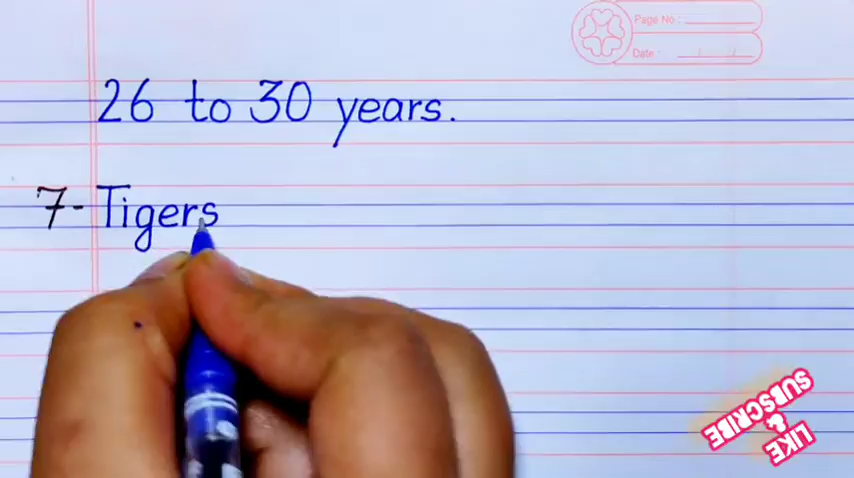 Page No :
Date :
26 to 30 years.
7- Tigers
SUBSCRIBE
&
LIKE